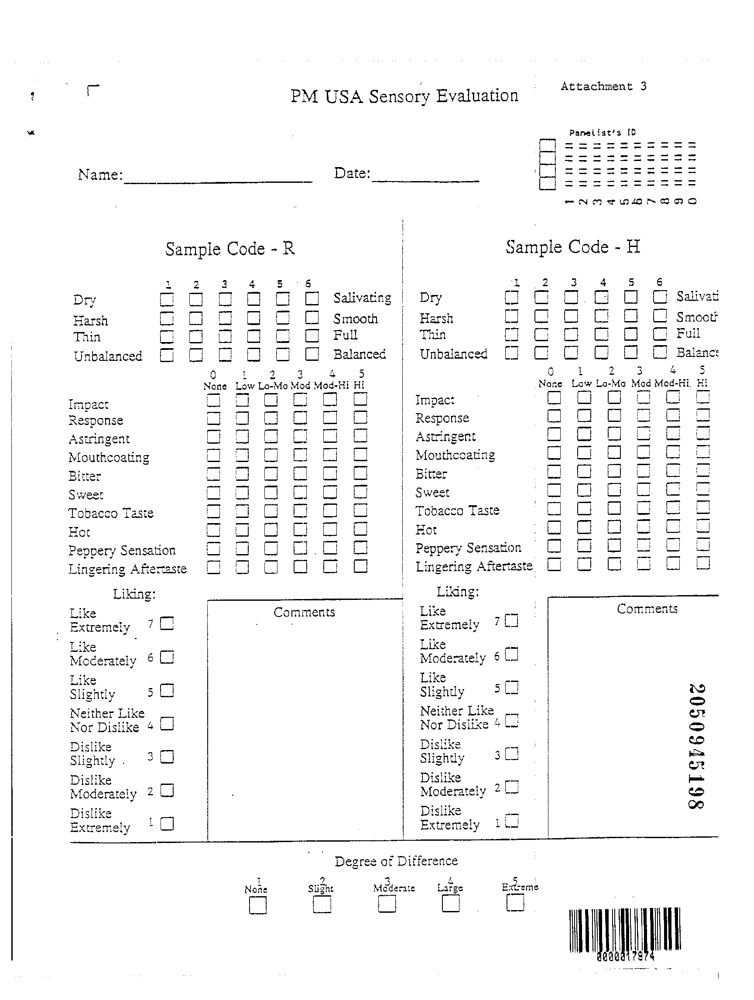 Attachment 3
PM USA Sensory Evaluation
Panelist's ID
Name: Date:
1 2 3 4 5 6 7 8 9 0
Sample Code - R
1 2 3 4 5 6
Dry Salivating
Harsh Smooth
Thin Full
Unbalanced Balanced
0 1 2 3 4 5
None Low Lo-Mo Mod Mod-Hi HI
Impact
Response
Astringent
Mouthcoating
Bitter
Sweet
Tobacco Taste
Hot
Peppery Sensation
Lingering Aftertaste
Liking:
Like
Extremely 7
Like
Moderately 6
Like
Slightly 5
Neither Like
Nor Dislike 4
Dislike
Slightly 3
Dislike
Moderately 2
Dislike
Extremely 1
Comments
Sample Code - H
1 2 3 4 5 6
Dry Salivati
Harsh Smooth
Thin Full
Unbalanced Balance
0 1 2 3 4 5
None Low Lo-Mo Mod Mod-Hi. HI
Impact
Response
Astringent
Mouthcoating
Bitter
Sweet
Tobacco Taste
Hot
Peppery Sensation
Lingering Aftertaste
Liking:
Like
Extremely 7
Like
Moderately 6
Like
Slightly 5
Neither Like
Nor Dislike 4
Dislike
Slightly 3
Dislike
Moderately 2
Dislike
Extremely 1
Comments
2050945198
Degree of Difference
1 2 3 4 5
None Slight Moderate Large Extreme
0000017974